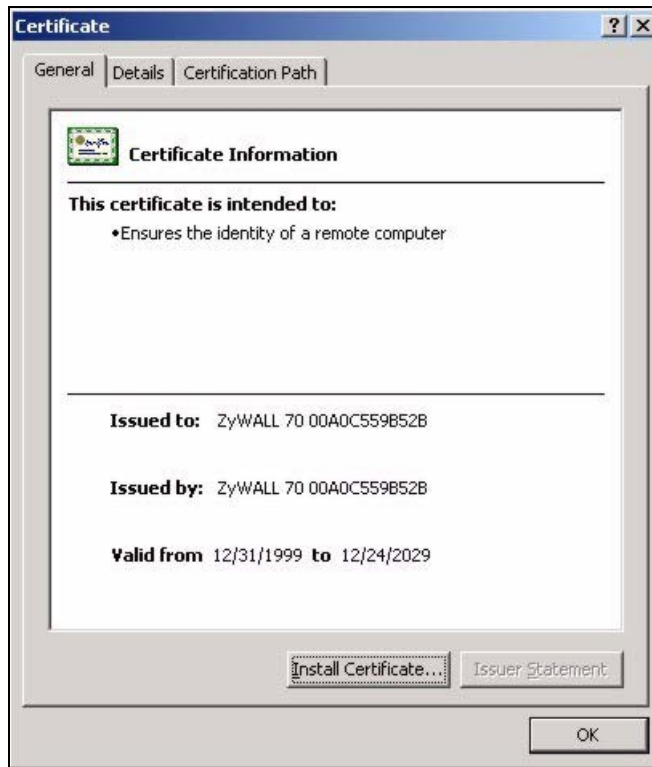 Certificate
General Details Certification Path
Certificate Information
This certificate is intended to:
•Ensures the identity of a remote computer
Issued to: ZyWALL 70 00A0C559B52B
Issued by: ZyWALL 70 00A0C559B52B
Valid from 12/31/1999 to 12/24/2029
Install Certificate... Issuer Statement
OK